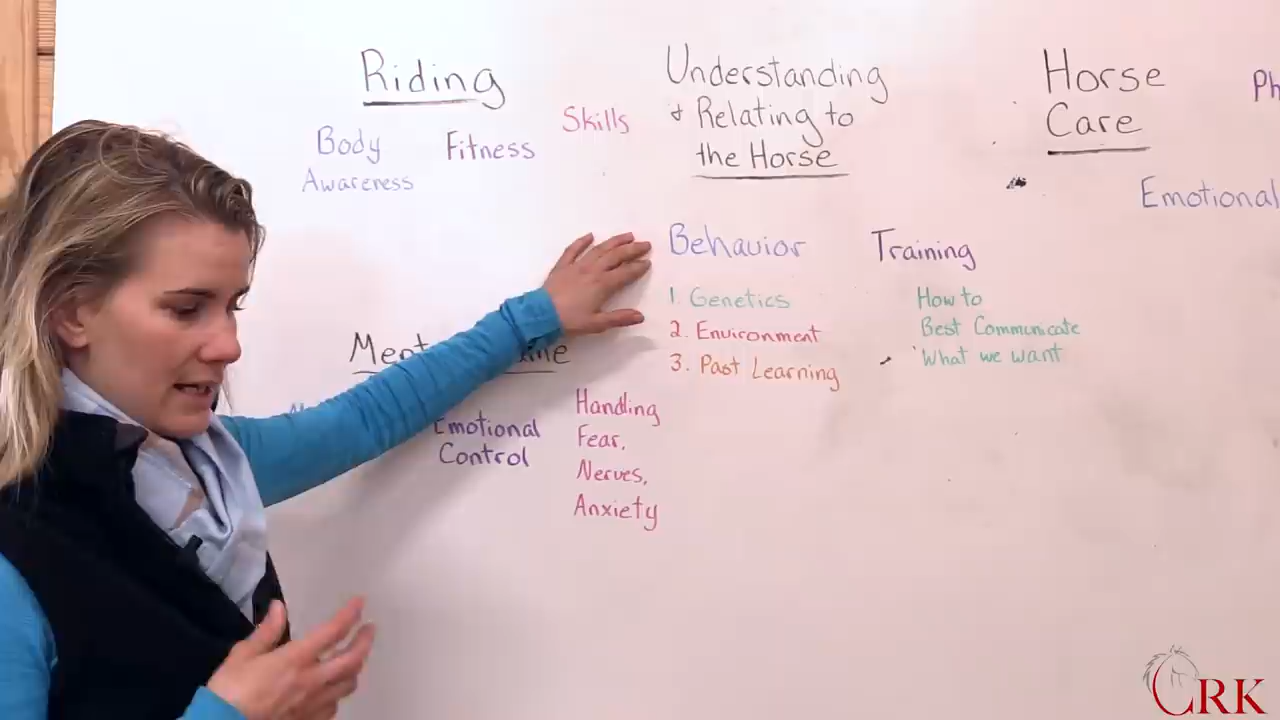 Riding
Body
Awareness
Fitness
Skills
Understanding
& Relating to
the Horse
Behavior
1. Genetics
2. Environment
3. Past Learning
Training
How to
Best Communicate
What we want
Horse
Care
Emotional
Emotional
Control
Handling
Fear,
Nerves,
Anxiety
CRK